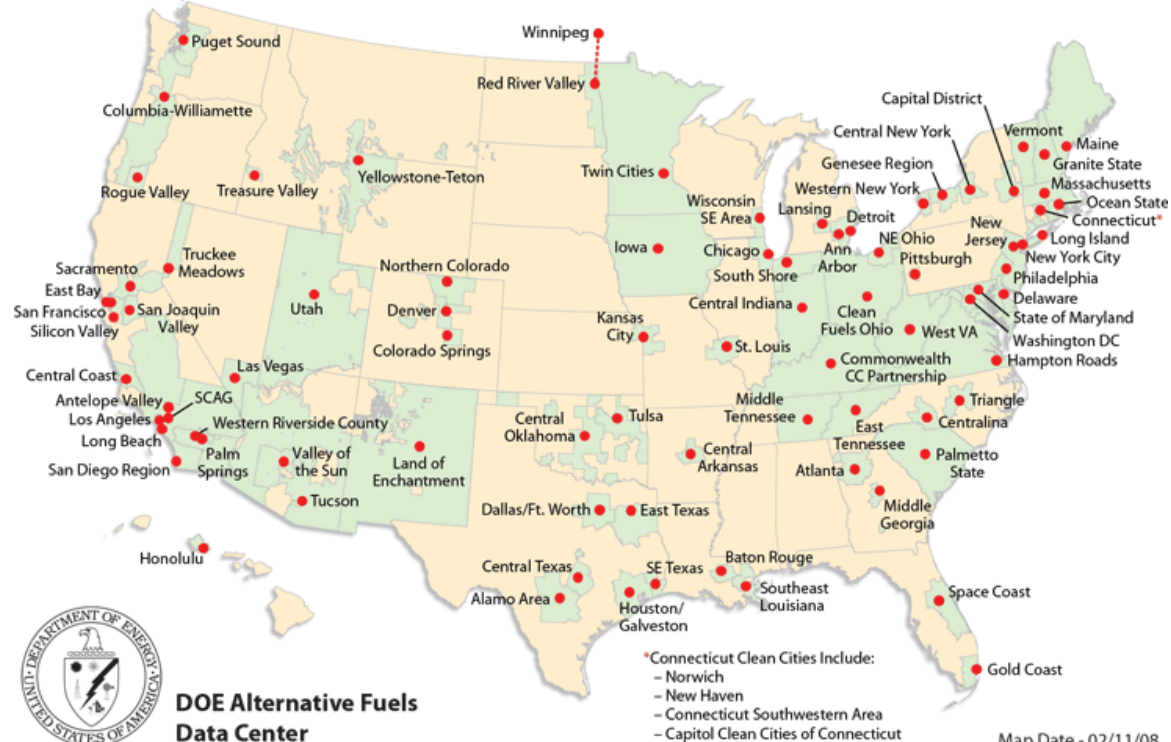 Winnipeg
Puget Sound
Red River Valley
Columbia-Williamette
Capital District
Central New York
Vermont
Maine
Granite State
Genesee Region
Yellowstone-Teton
Twin Cities
Rogue Valley
Treasure Valley
Western New York
Massachusetts
Ocean State
Connecticut*
Wisconsin
SE Area
Lansing
Detroit
Ann
Arbor
NE Ohio
Pittsburgh
New
Jersey
Long Island
New York City
Iowa
Chicago
South Shore
Truckee
Meadows
Sacramento
East Bay
San Francisco
Silicon Valley
San Joaquin
Valley
Utah
Northern Colorado
Denver
Colorado Springs
Philadelphia
Delaware
State of Maryland
Washington DC
Hampton Roads
Central Indiana
Clean
Fuels Ohio
West VA
Kansas
City
St. Louis
Commonwealth
CC Partnership
Central Coast
Las Vegas
Antelope Valley
SCAG
Los Angeles
Western Riverside County
Long Beach
Palm
Springs
San Diego Region
Valley of
the Sun
Tucson
Land of
Enchantment
Central
Oklahoma
Tulsa
Middle
Tennessee
East
Tennessee
Triangle
Centralina
Palmetto
State
Central
Arkansas
Atlanta
Middle
Georgia
Dallas/Ft. Worth
East Texas
Honolulu
Central Texas
Alamo Area
SE Texas
Houston/
Galveston
Baton Rouge
Southeast
Louisiana
Space Coast
Gold Coast
*Connecticut Clean Cities Include:
– Norwich
– New Haven
– Connecticut Southwestern Area
– Capitol Clean Cities of Connecticut
DEPARTMENT OF ENERGY
UNITED STATES OF AMERICA
DOE Alternative Fuels
Data Center
Map Date - 02/11/08